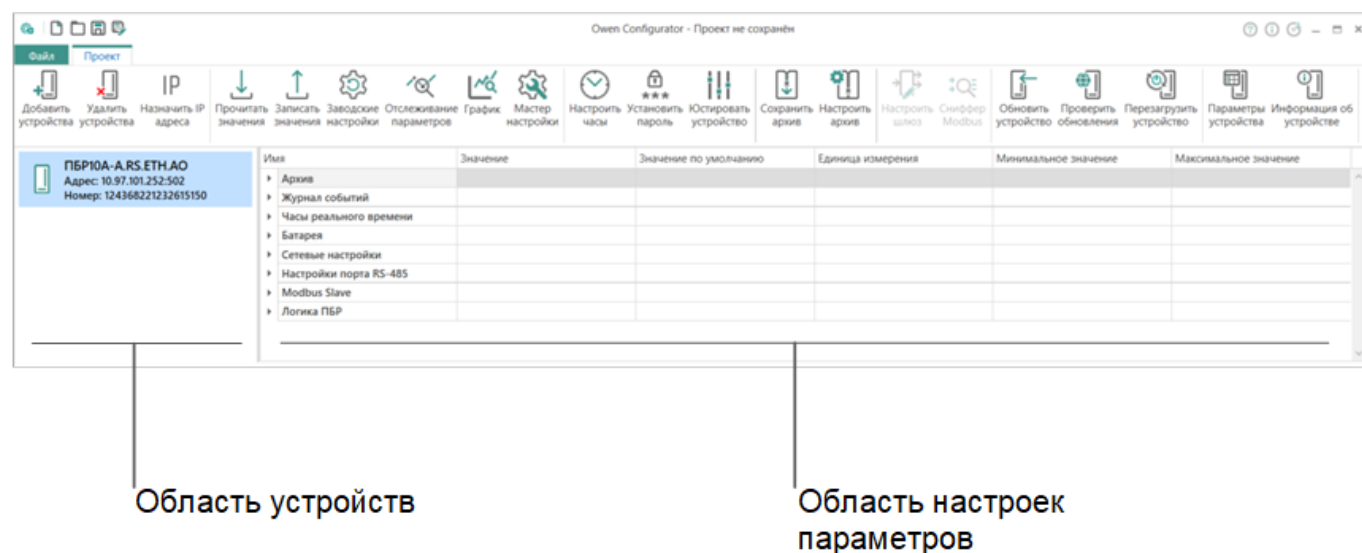 Owen Configurator - Проект не сохранён
Файл Проект
Добавить устройства
Удалить устройства
Назначить IP адреса
Прочитать значения
Записать значения
Заводские настройки
Отслеживание параметров
График
Мастер настройки
Настроить часы
Установить пароль
Юстировать устройство
Сохранить архив
Настроить архив
Настроить шлюз
Сниффер Modbus
Обновить устройство
Проверить обновления
Перезагрузить устройство
Параметры устройства
Информация об устройстве
ПБР10А-A.RS.ETH.AO
Адрес: 10.97.101.252:502
Номер: 124368221232615150
Имя Значение Значение по умолчанию Единица измерения Минимальное значение Максимальное значение
Архив
Журнал событий
Часы реального времени
Батарея
Сетевые настройки
Настройки порта RS-485
Modbus Slave
Логика ПБР
Область устройств
Область настроек
параметров